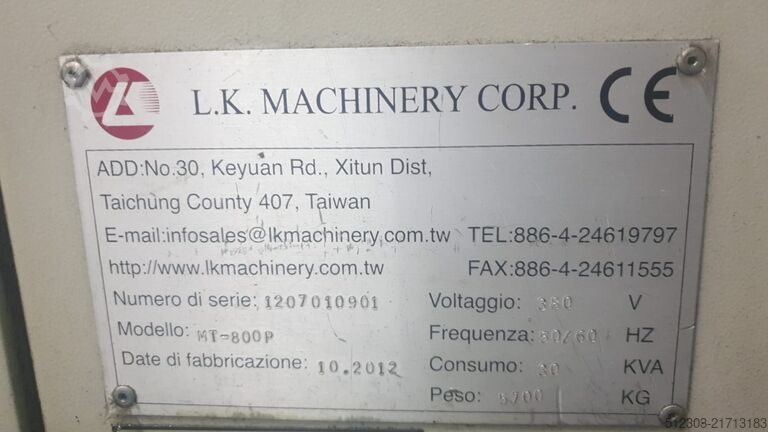 L.K. MACHINERY CORP. CE
ADD:No.30, Keyuan Rd., Xitun Dist,
Taichung County 407, Taiwan
E-mail:infosales@lkmachinery.com.tw TEL:886-4-24619797
http://www.lkmachinery.com.tw FAX:886-4-24611555
Numero di serie: 1207010901 Voltaggio: 380 V
Modello: MT-800P Frequenza: 50/60 HZ
Date di fabbricazione: 10.2012 Consumo: 30 KVA
Peso: 5700 KG
512308-21713183